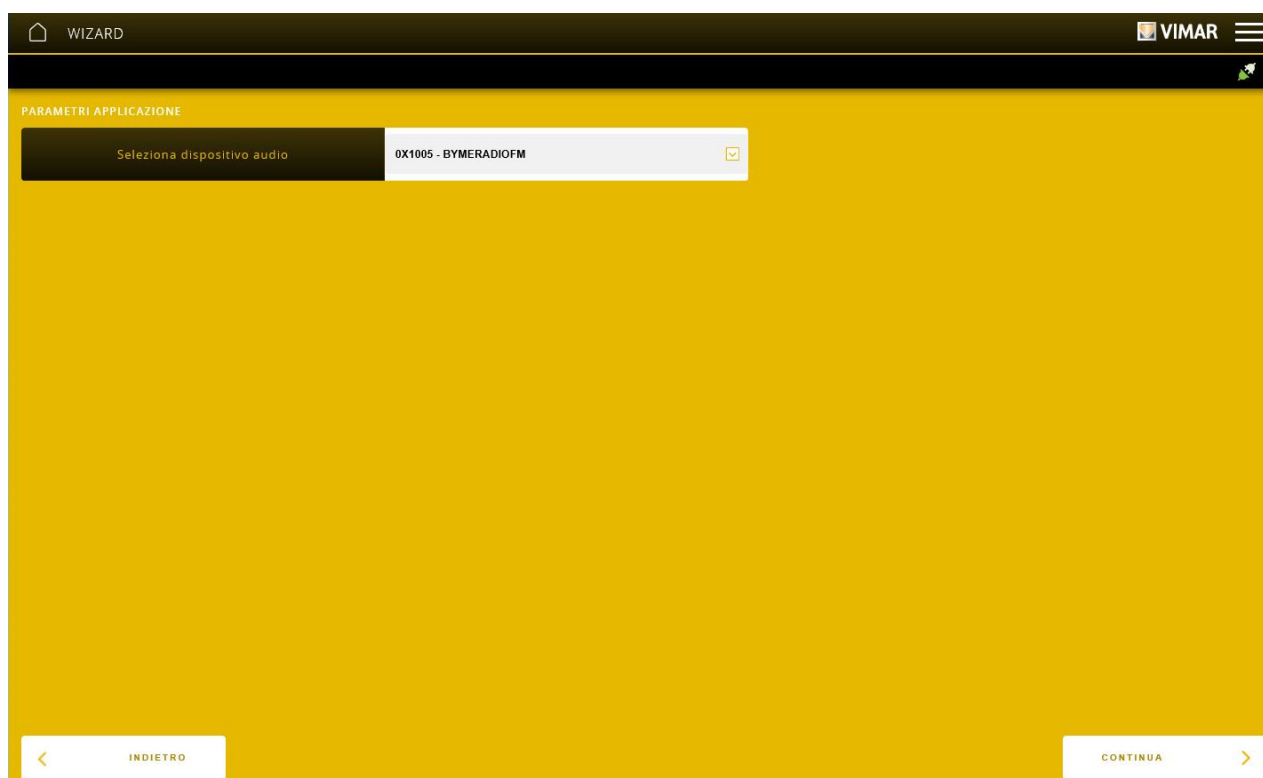 WIZARD
VIMAR
PARAMETRI APPLICAZIONE
Seleziona dispositivo audio
0X1005 - BYMERADIOFM
INDIETRO
CONTINUA